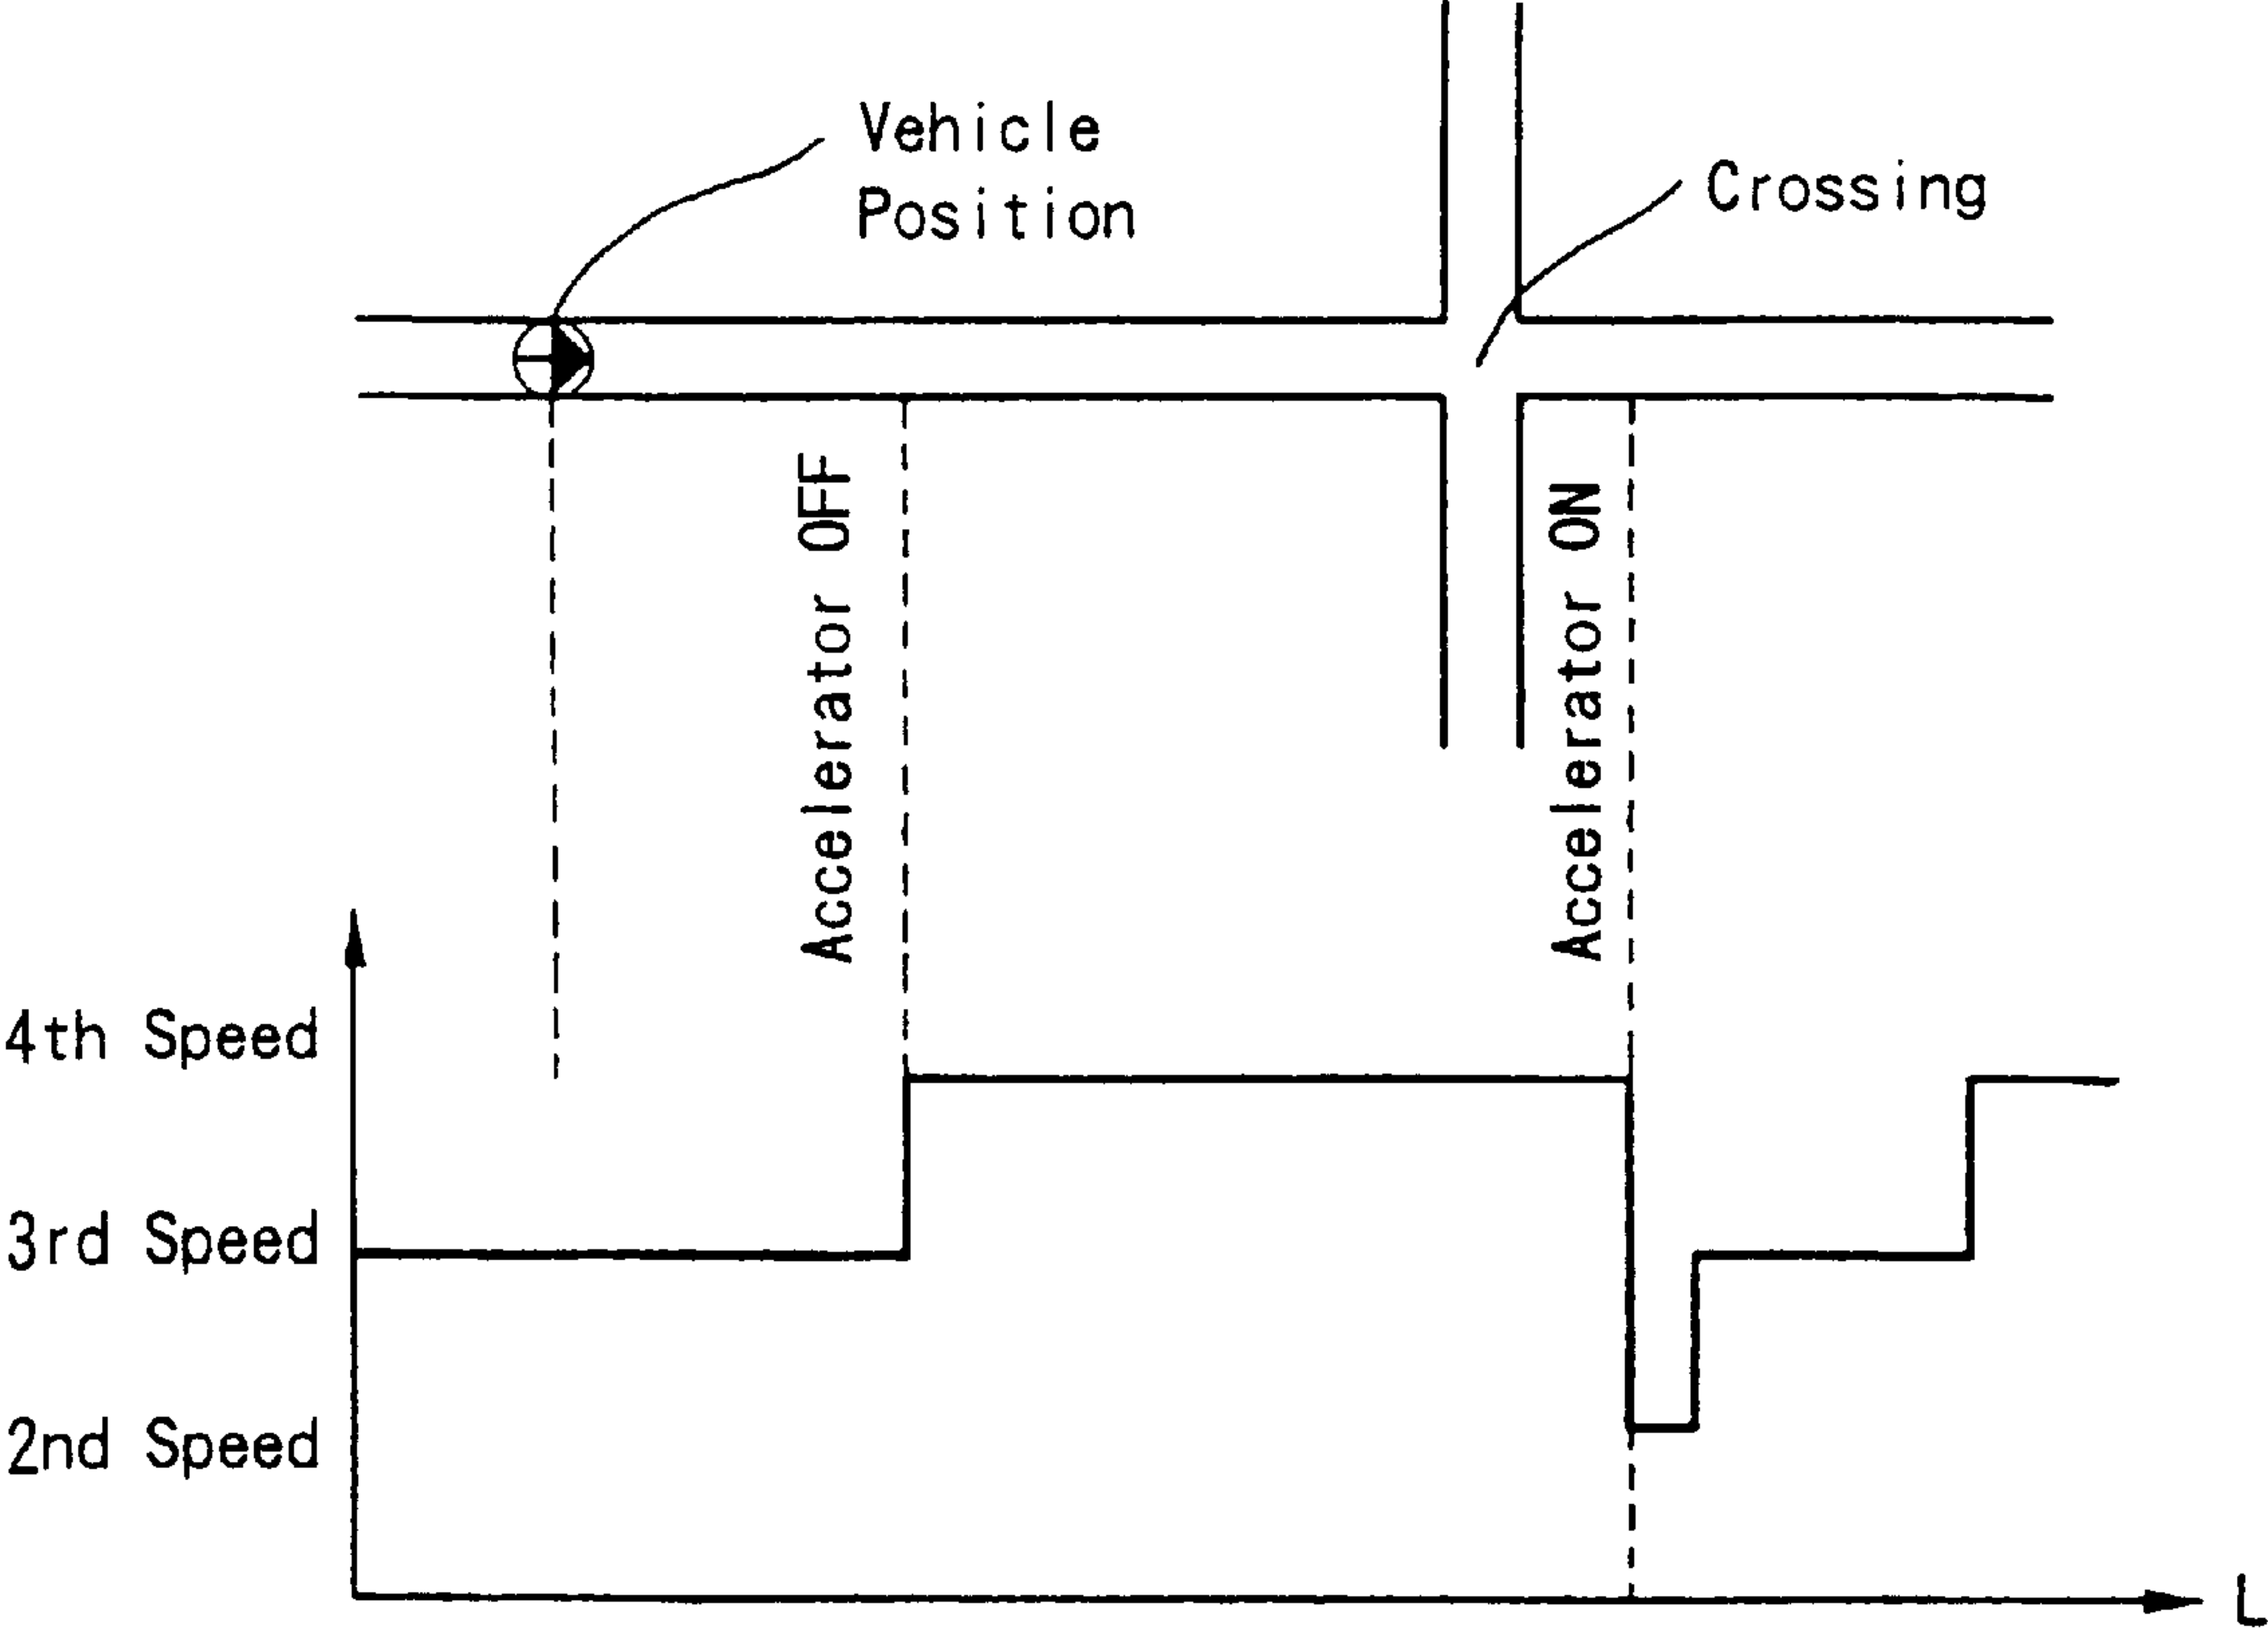 Vehicle
Position
Crossing
Accelerator OFF
Accelerator ON
4th Speed
3rd Speed
2nd Speed
L